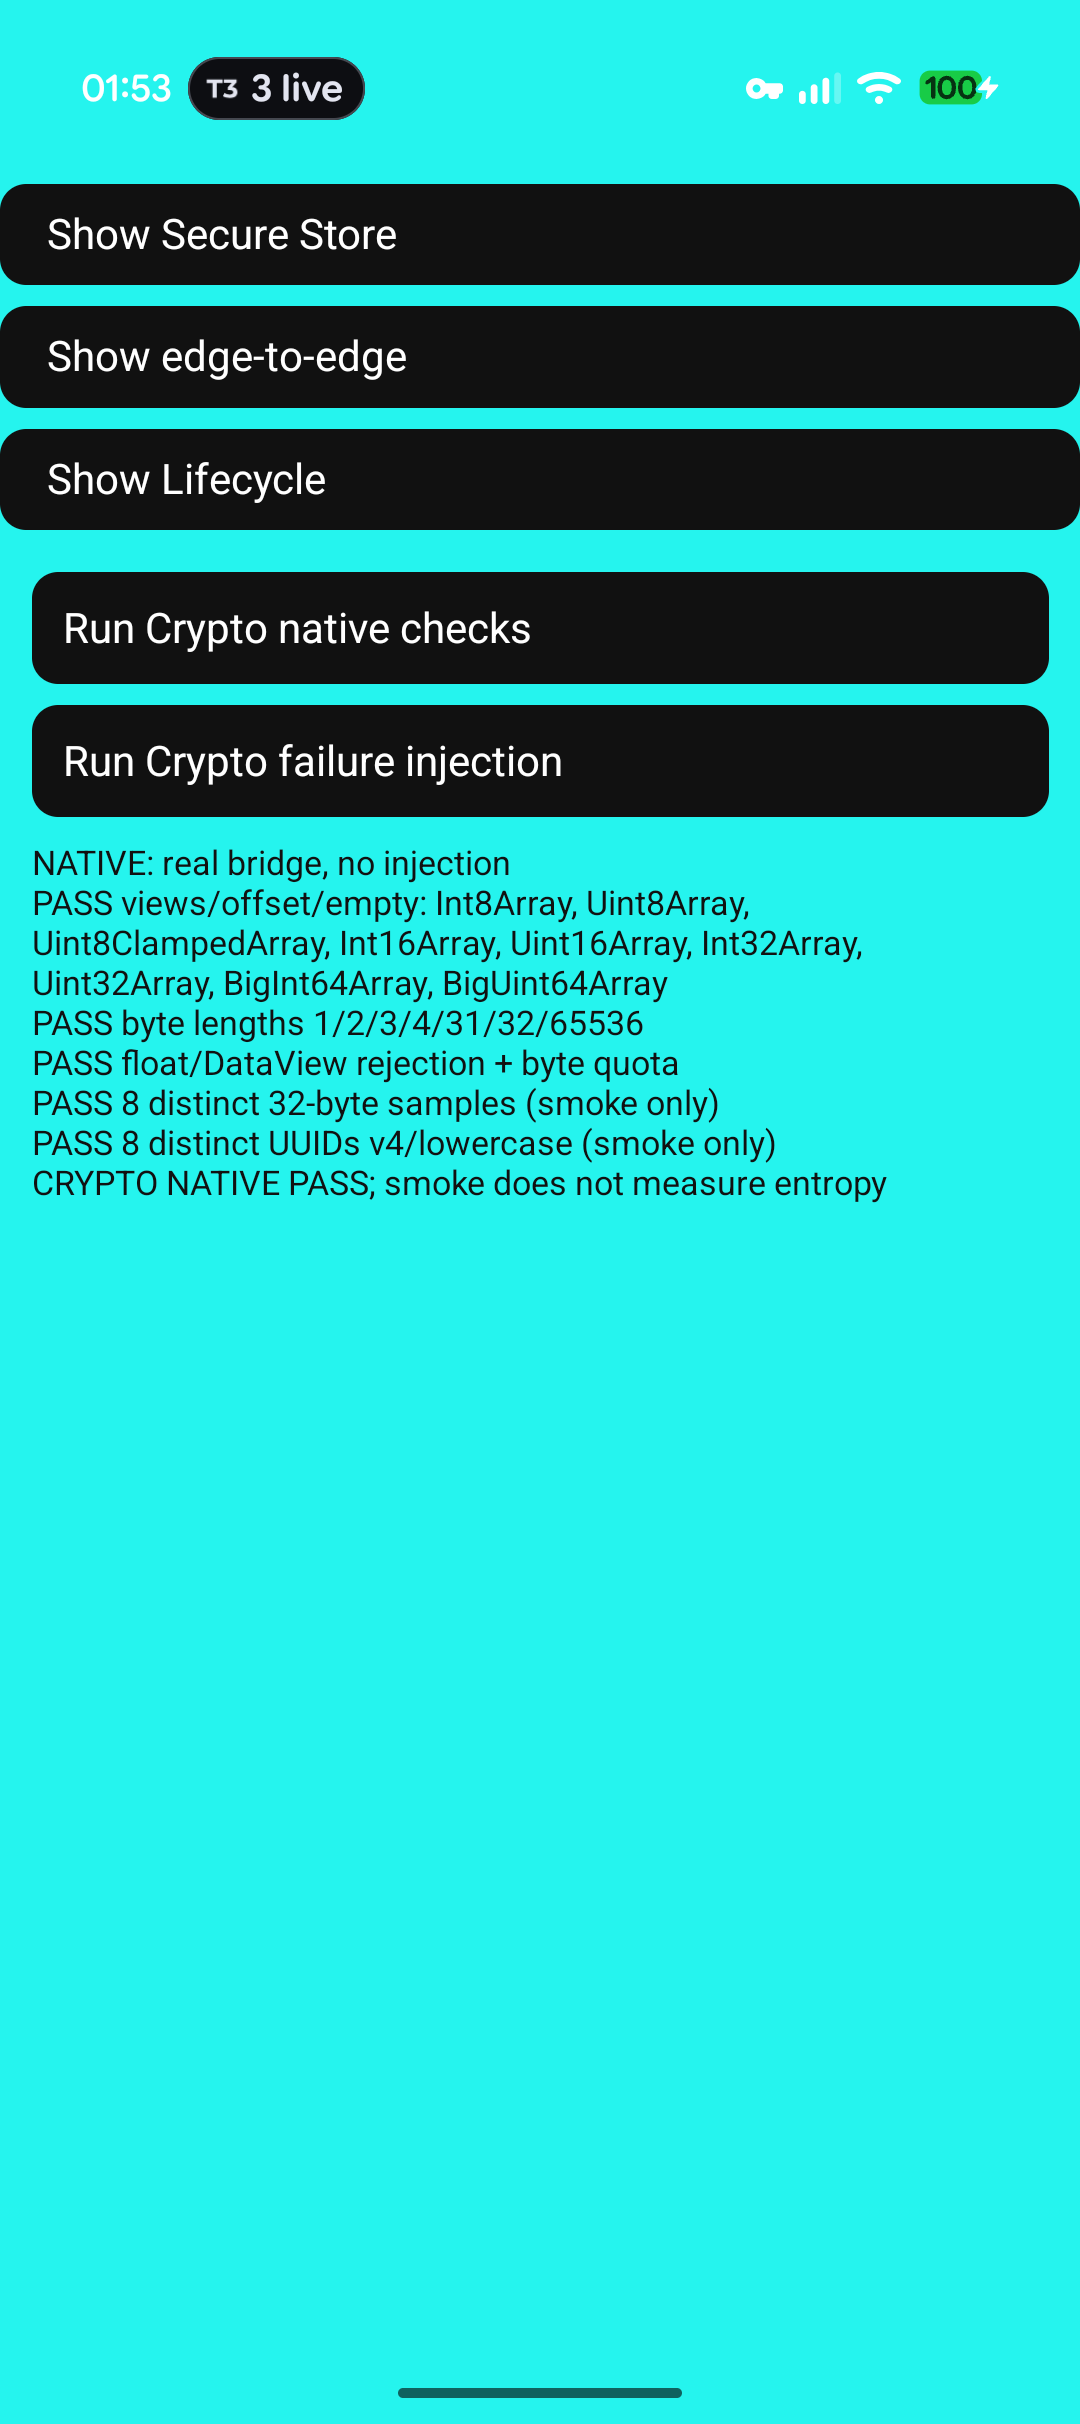 01:53 T3 3 live 100
Show Secure Store
Show edge-to-edge
Show Lifecycle
Run Crypto native checks
Run Crypto failure injection
NATIVE: real bridge, no injection
PASS views/offset/empty: Int8Array, Uint8Array,
Uint8ClampedArray, Int16Array, Uint16Array, Int32Array,
Uint32Array, BigInt64Array, BigUint64Array
PASS byte lengths 1/2/3/4/31/32/65536
PASS float/DataView rejection + byte quota
PASS 8 distinct 32-byte samples (smoke only)
PASS 8 distinct UUIDs v4/lowercase (smoke only)
CRYPTO NATIVE PASS; smoke does not measure entropy